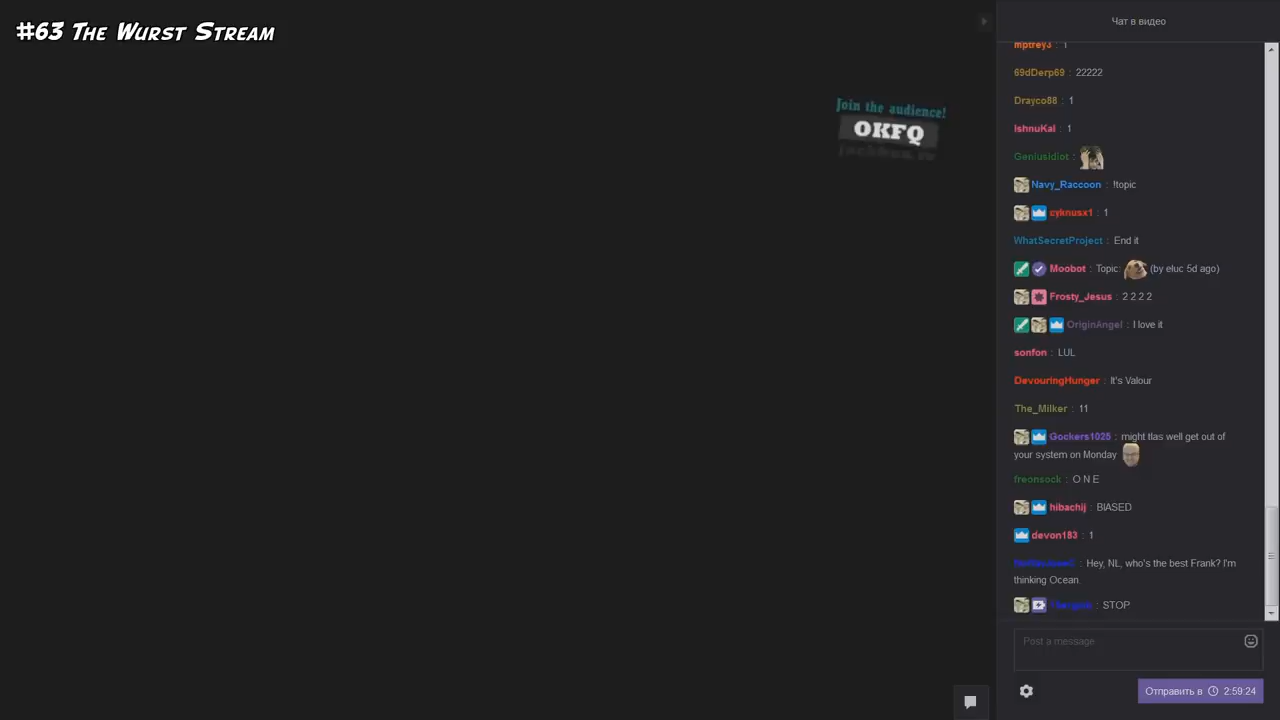 #63 The Wurst Stream
Join the audience!
OKFQ
jackbox.tv
Чат в видео
mptrey3 : 1
69dDerp69 : 22222
Drayco88 : 1
IshnuKal : 1
GeniusIdiot :
Navy_Raccoon : !topic
cyknusx1 : 1
WhatSecretProject : End it
Moobot : Topic: (by eluc 5d ago)
Frosty_Jesus : 2 2 2 2
OriginAngel : I love it
sonfon : LUL
DevouringHunger : It's Valour
The_Milker : 11
Gockers1025 : might tlas well get out of
your system on Monday
freonsock : O N E
hibachij : BIASED
devon183 : 1
: Hey, NL, who's the best Frank? I'm
thinking Ocean.
: STOP
Post a message
Отправить в 2:59:24